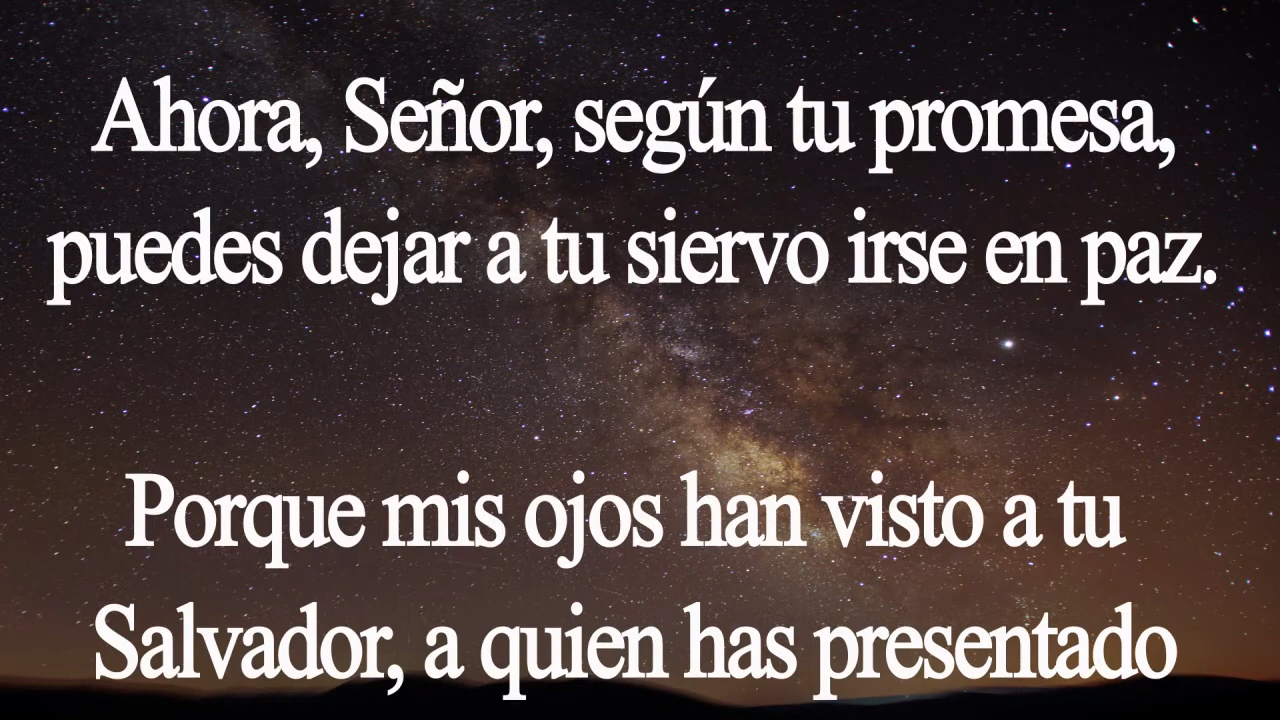 Ahora, Señor, según tu promesa,
puedes dejar a tu siervo irse en paz.
Porque mis ojos han visto a tu
Salvador, a quien has presentado